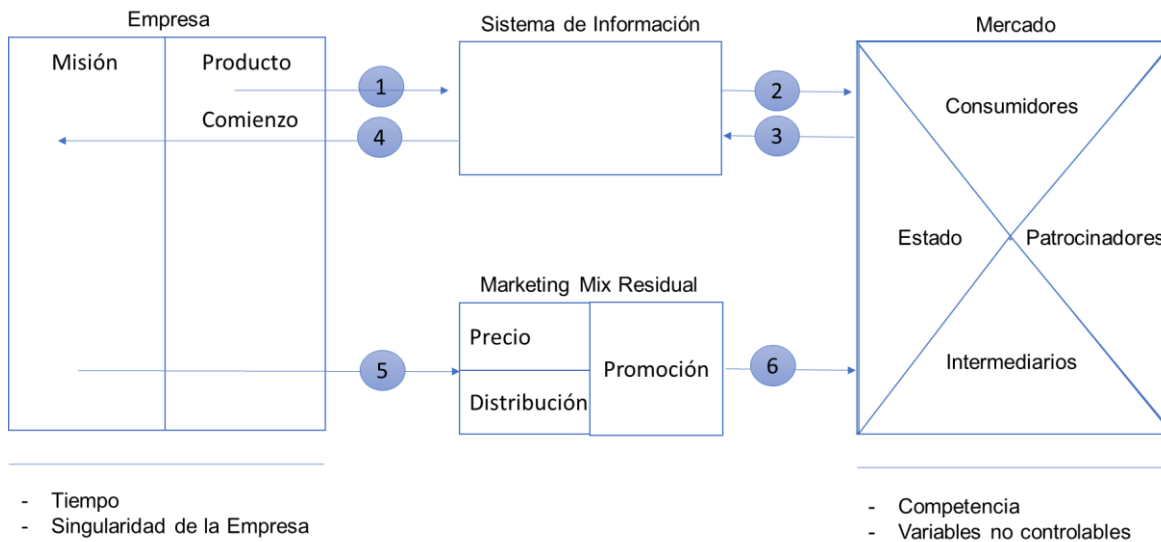 Empresa
Sistema de Información
Mercado
Misión
Producto
1
2
Consumidores
Comienzo
4
3
Estado
Patrocinadores
Marketing Mix Residual
Precio
Promoción
5
6
Intermediarios
Distribución
- Tiempo
- Singularidad de la Empresa
- Competencia
- Variables no controlables